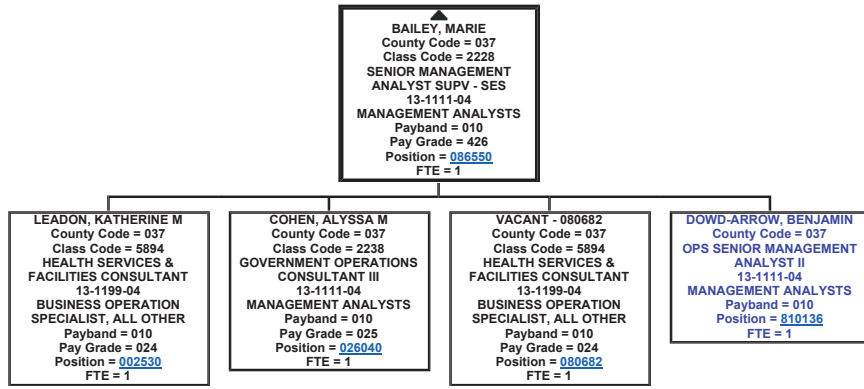 BAILEY, MARIE
County Code = 037
Class Code = 2228
SENIOR MANAGEMENT
ANALYST SUPV - SES
13-1111-04
MANAGEMENT ANALYSTS
Payband = 010
Pay Grade = 426
Position = 086550
FTE = 1
LEADON, KATHERINE M
County Code = 037
Class Code = 5894
HEALTH SERVICES &
FACILITIES CONSULTANT
13-1199-04
BUSINESS OPERATION
SPECIALIST, ALL OTHER
Payband = 010
Pay Grade = 024
Position = 002530
FTE = 1
COHEN, ALYSSA M
County Code = 037
Class Code = 2238
GOVERNMENT OPERATIONS
CONSULTANT III
13-1111-04
MANAGEMENT ANALYSTS
Payband = 010
Pay Grade = 025
Position = 026040
FTE = 1
VACANT - 080682
County Code = 037
Class Code = 5894
HEALTH SERVICES &
FACILITIES CONSULTANT
13-1199-04
BUSINESS OPERATION
SPECIALIST, ALL OTHER
Payband = 010
Pay Grade = 024
Position = 080682
FTE = 1
DOWD-ARROW, BENJAMIN
County Code = 037
OPS SENIOR MANAGEMENT
ANALYST II
13-1111-04
MANAGEMENT ANALYSTS
Payband = 010
Position = 810136
FTE = 1